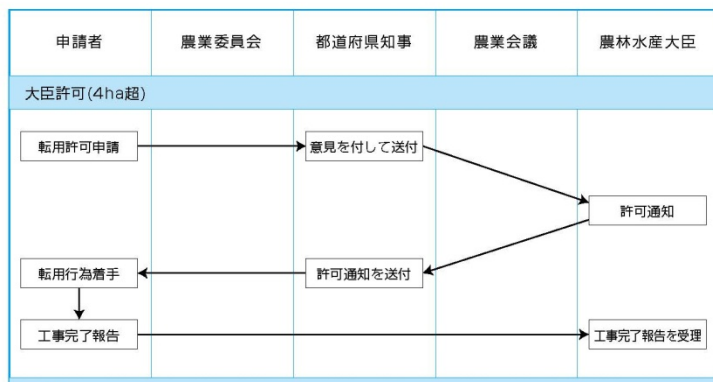 申請者
農業委員会
都道府県知事
農業会議
農林水産大臣
大臣許可(4ha超)
転用許可申請
意見を付して送付
許可通知
転用行為着手
許可通知を送付
工事完了報告
工事完了報告を受理